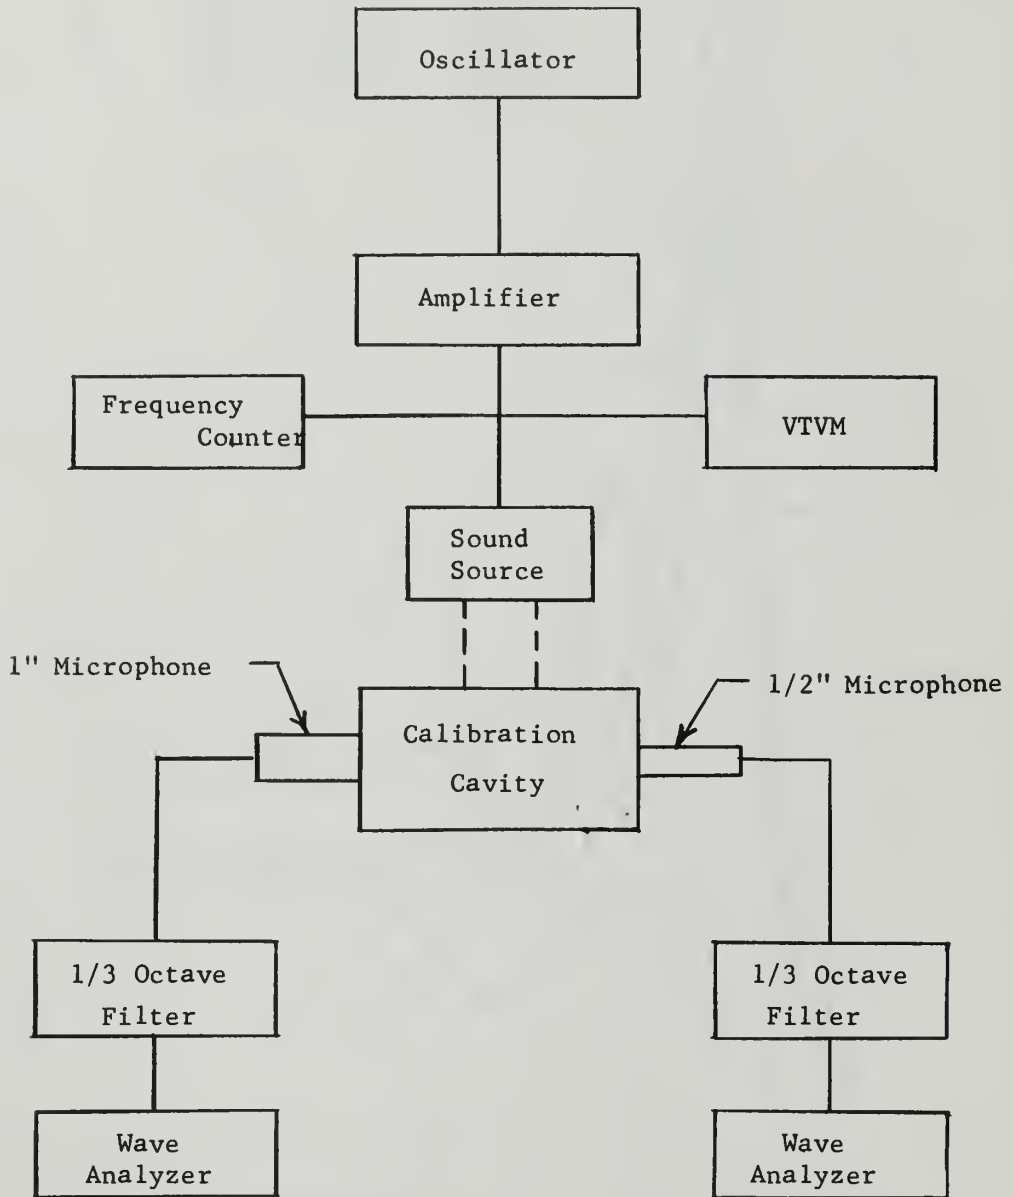 Oscillator
Amplifier
Frequency
Counter
VTVM
Sound
Source
1" Microphone
1/2" Microphone
Calibration
Cavity
1/3 Octave
Filter
1/3 Octave
Filter
Wave
Analyzer
Wave
Analyzer